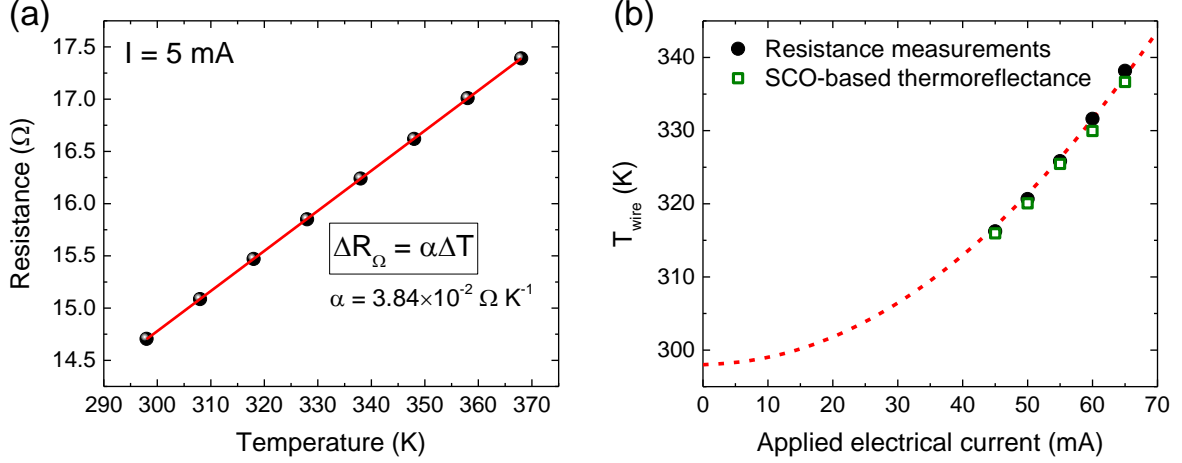 (a)
I = 5 mA
Resistance (Ω)
17.5
17.0
16.5
16.0
15.5
15.0
14.5
ΔR_Ω = αΔT
α = 3.84×10⁻² Ω K⁻¹
290 300 310 320 330 340 350 360 370
Temperature (K)
(b)
Resistance measurements
SCO-based thermoreflectance
T_wire (K)
340
330
320
310
300
0 10 20 30 40 50 60 70
Applied electrical current (mA)